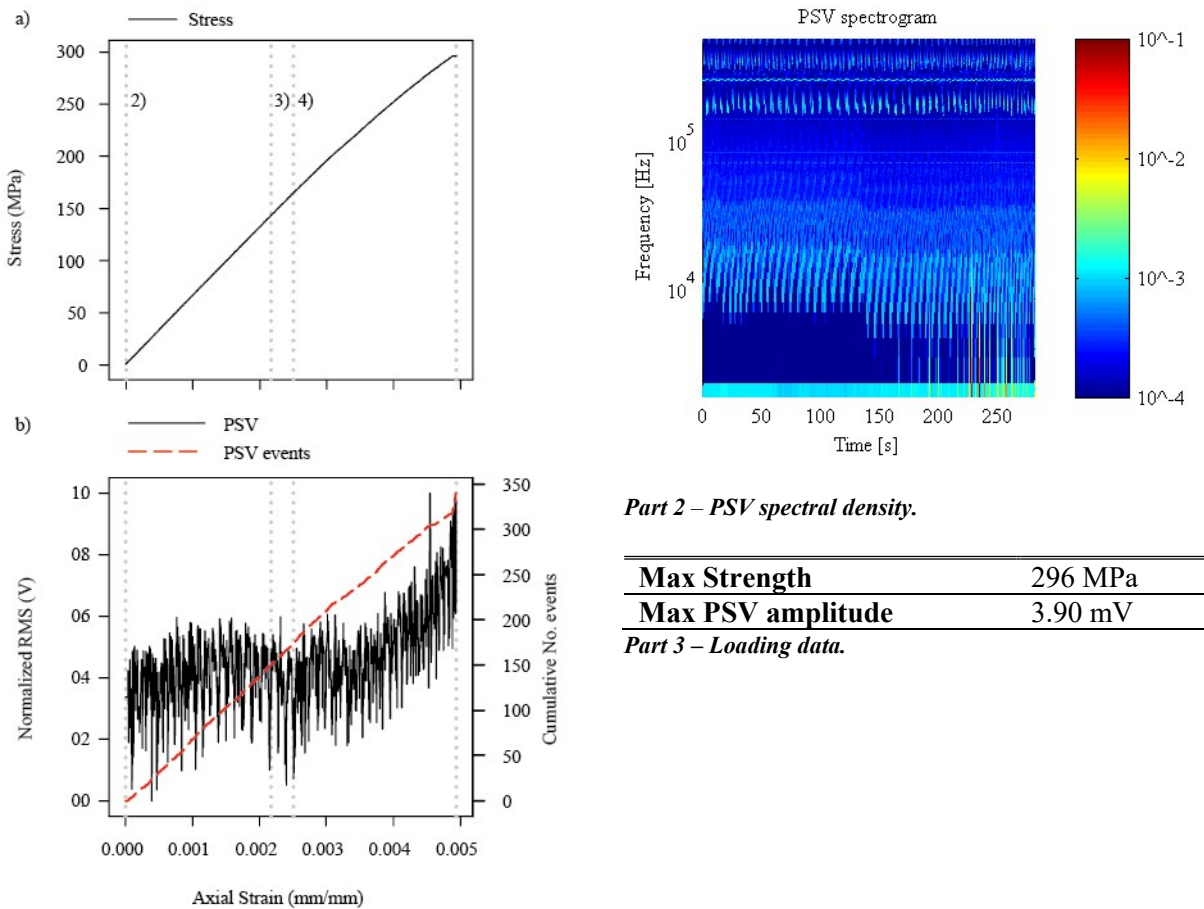 a)
Stress
300
250
200
150
100
50
0
Stress (MPa)
2)
3)
4)
b)
PSV
PSV events
10
08
06
04
02
00
Normalized RMS (V)
350
300
250
200
150
100
50
0
Cumulative No. events
0.000 0.001 0.002 0.003 0.004 0.005
Axial Strain (mm/mm)
PSV spectrogram
10^-1
10^-2
10^-3
10^-4
10^5
10^4
Frequency [Hz]
0 50 100 150 200 250
Time [s]
Part 2 – PSV spectral density.
Max Strength 296 MPa
Max PSV amplitude 3.90 mV
Part 3 – Loading data.